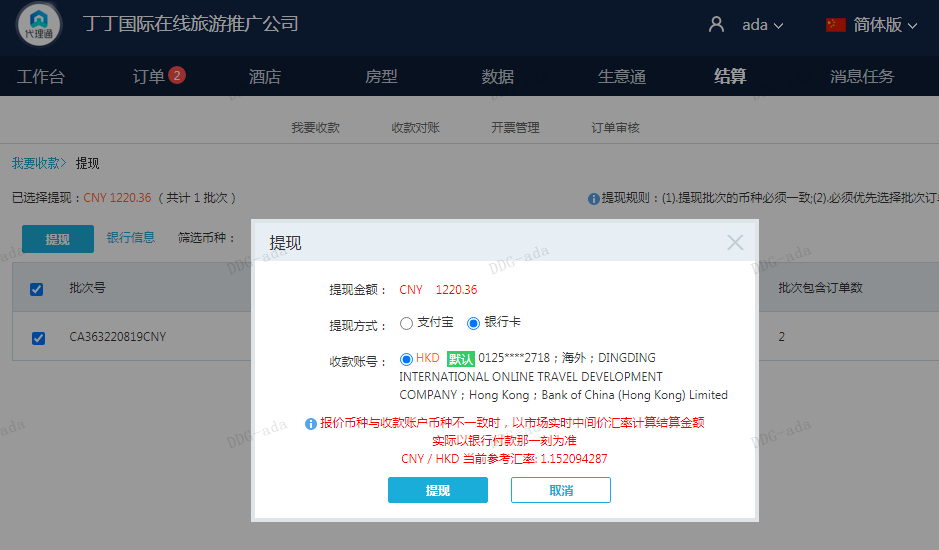 代理通
丁丁国际在线旅游推广公司
ada
简体版
工作台
订单 2
酒店
房型
数据
生意通
结算
消息任务
我要收款
收款对账
开票管理
订单审核
我要收款> 提现
已选择提现：CNY 1220.36 （ 共计 1 批次 ）
提现规则：(1).提现批次的币种必须一致;(2).必须优先选择批次订
提现
银行信息
筛选币种：
批次号
批次包含订单数
CA363220819CNY
2
提现
提现金额： CNY 1220.36
提现方式： 支付宝 银行卡
收款账号： HKD 默认 0125****2718；海外；DINGDING
INTERNATIONAL ONLINE TRAVEL DEVELOPMENT
COMPANY；Hong Kong；Bank of China (Hong Kong) Limited
报价币种与收款账户币种不一致时，以市场实时中间价汇率计算结算金额
实际以银行付款那一刻为准
CNY / HKD 当前参考汇率: 1.152094287
提现
取消
DDG-ada
DDG-ada
DDG-ada
DDG-ada
DDG-ada